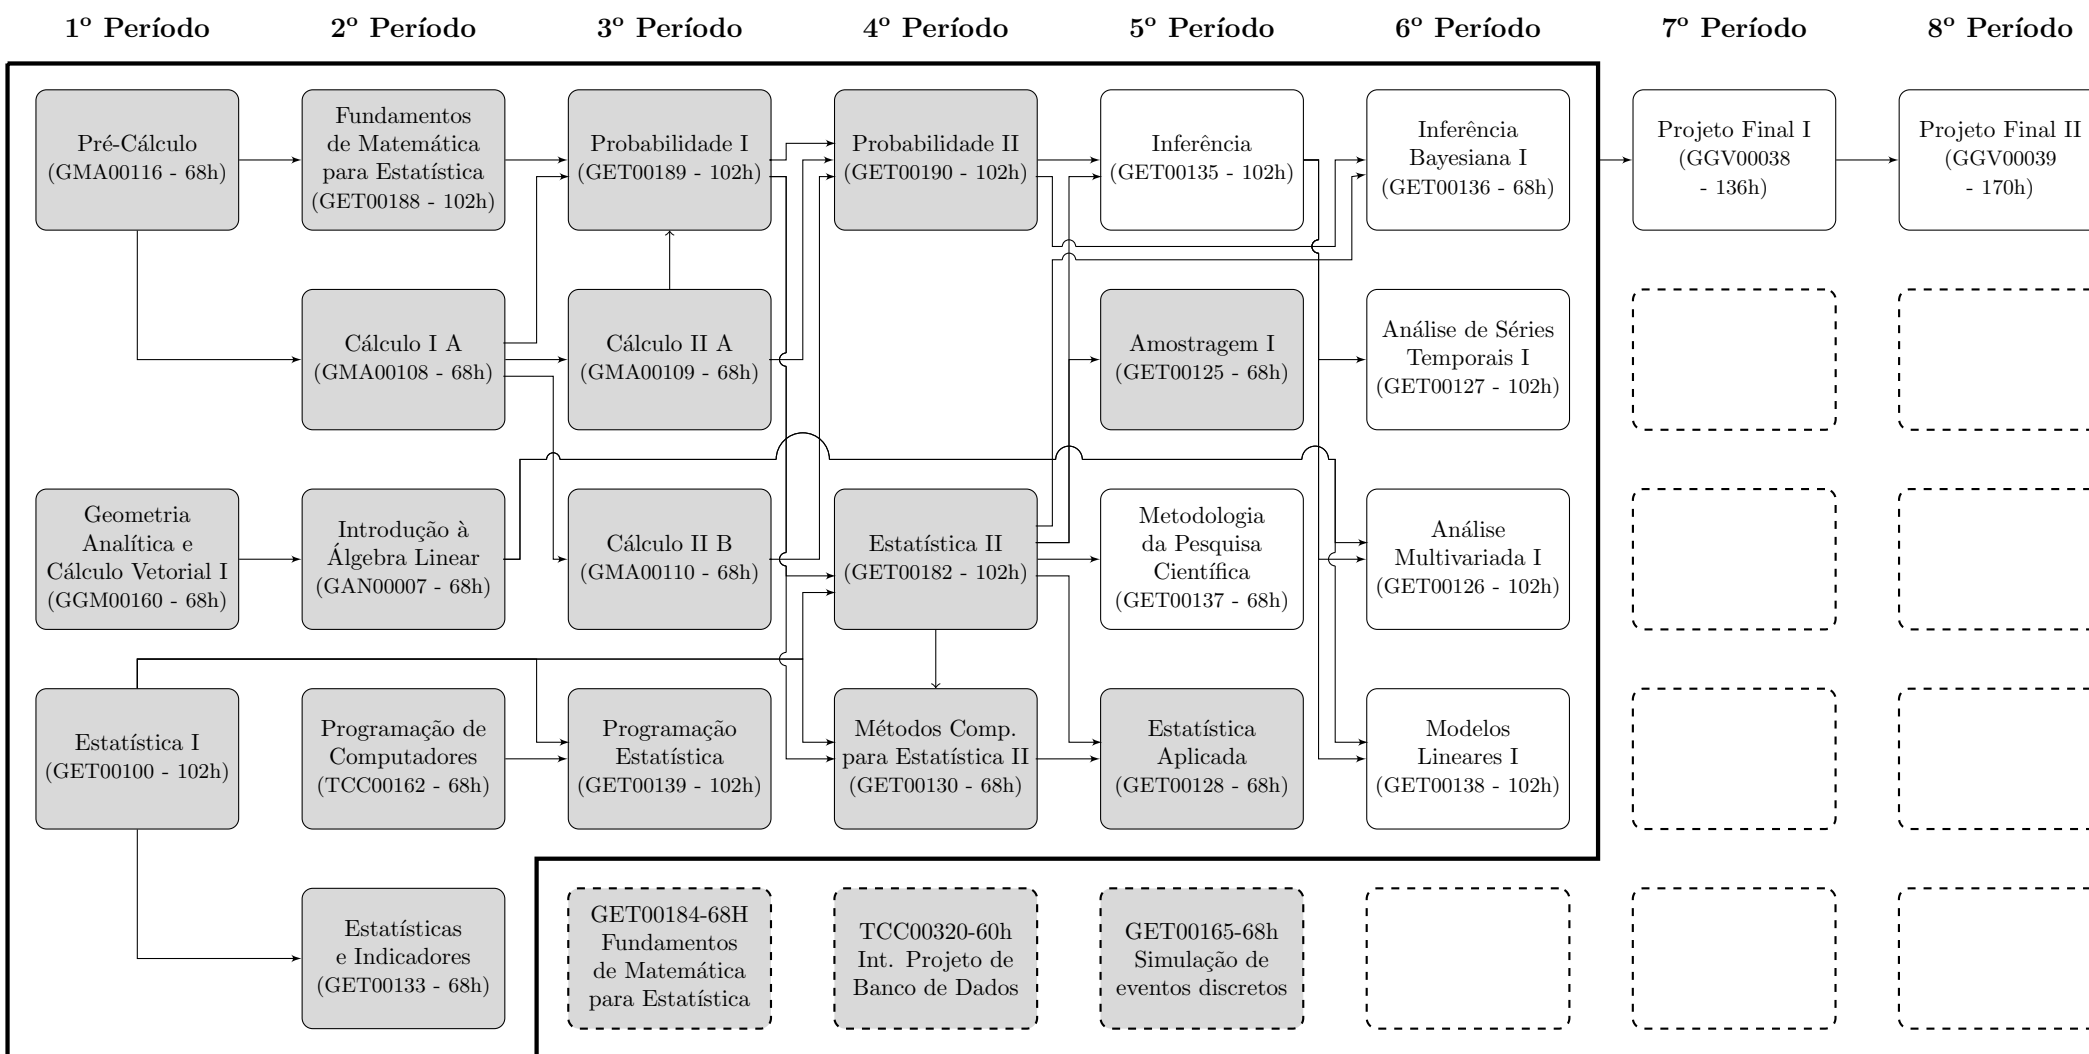 1º Período
2º Período
3º Período
4º Período
5º Período
6º Período
7º Período
8º Período
Pré-Cálculo
(GMA00116 - 68h)
Fundamentos
de Matemática
para Estatística
(GET00188 - 102h)
Probabilidade I
(GET00189 - 102h)
Probabilidade II
(GET00190 - 102h)
Inferência
(GET00135 - 102h)
Inferência
Bayesiana I
(GET00136 - 68h)
Projeto Final I
(GGV00038
- 136h)
Projeto Final II
(GGV00039
- 170h)
Cálculo I A
(GMA00108 - 68h)
Cálculo II A
(GMA00109 - 68h)
Amostragem I
(GET00125 - 68h)
Análise de Séries
Temporais I
(GET00127 - 102h)
Geometria
Analítica e
Cálculo Vetorial I
(GGM00160 - 68h)
Introdução à
Álgebra Linear
(GAN00007 - 68h)
Cálculo II B
(GMA00110 - 68h)
Estatística II
(GET00182 - 102h)
Metodologia
da Pesquisa
Científica
(GET00137 - 68h)
Análise
Multivariada I
(GET00126 - 102h)
Estatística I
(GET00100 - 102h)
Programação de
Computadores
(TCC00162 - 68h)
Programação
Estatística
(GET00139 - 102h)
Métodos Comp.
para Estatística II
(GET00130 - 68h)
Estatística
Aplicada
(GET00128 - 68h)
Modelos
Lineares I
(GET00138 - 102h)
Estatísticas
e Indicadores
(GET00133 - 68h)
GET00184-68H
Fundamentos
de Matemática
para Estatística
TCC00320-60h
Int. Projeto de
Banco de Dados
GET00165-68h
Simulação de
eventos discretos